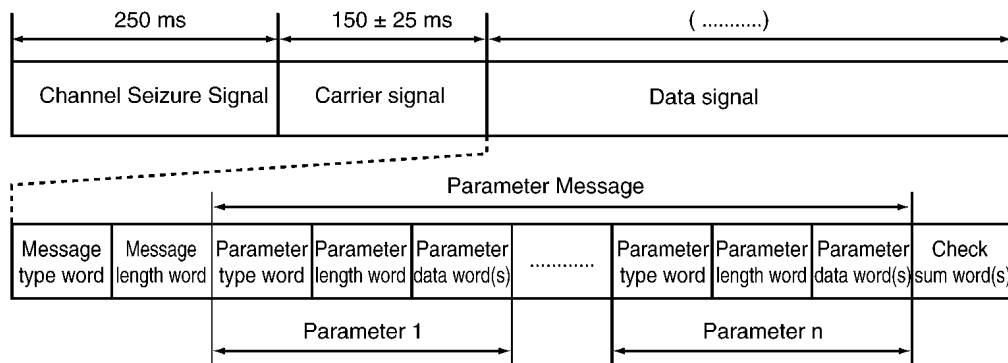 250 ms 150 ± 25 ms ( ...........)
Channel Seizure Signal Carrier signal Data signal
Parameter Message
Message Message Parameter Parameter Parameter Parameter Parameter Parameter Check
type word length word type word length word data word(s) ............ type word length word data word(s) sum word(s)
Parameter 1 Parameter n